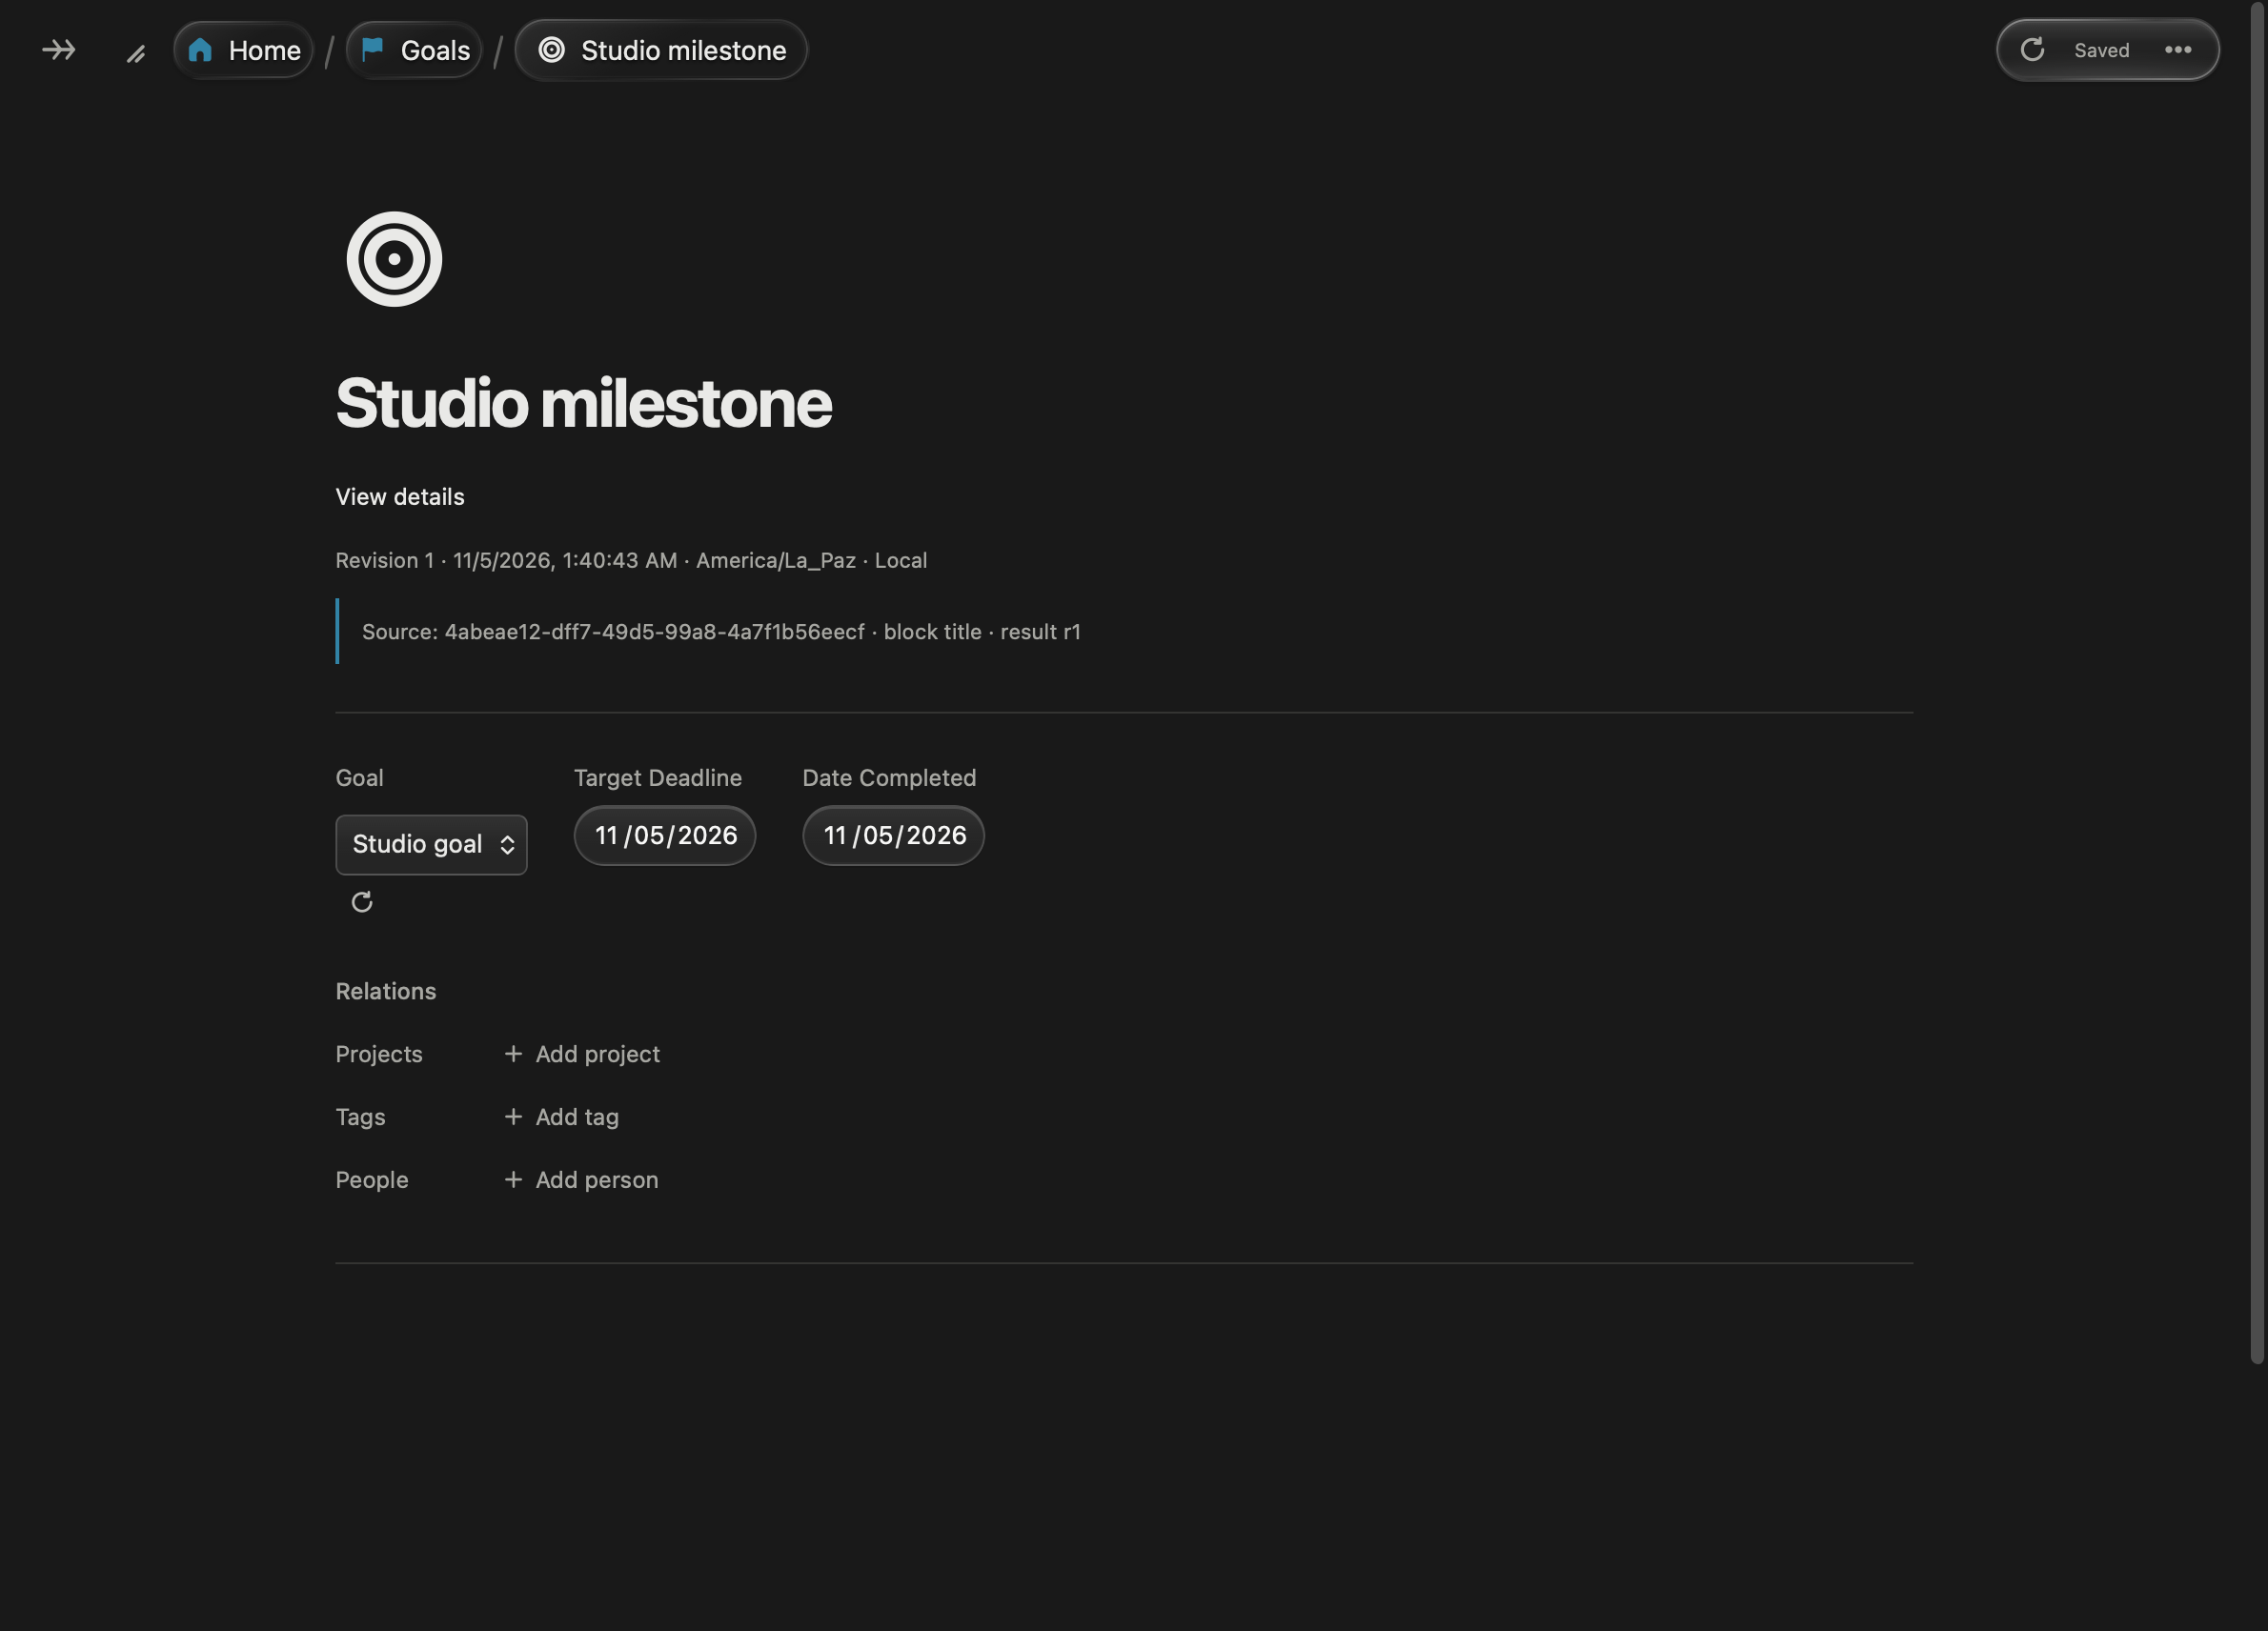 Home / Goals / Studio milestone
Saved
Studio milestone
View details
Revision 1 · 11/5/2026, 1:40:43 AM · America/La_Paz · Local
Source: 4abeae12-dff7-49d5-99a8-4a7f1b56eecf · block title · result r1
Goal Target Deadline Date Completed
Studio goal 11/05/2026 11/05/2026
Relations
Projects + Add project
Tags + Add tag
People + Add person